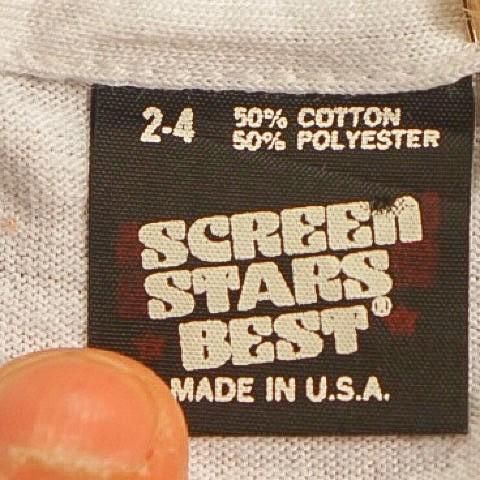 2-4 50% COTTON
50% POLYESTER
SCREEN
STARS
BEST®
MADE IN U.S.A.